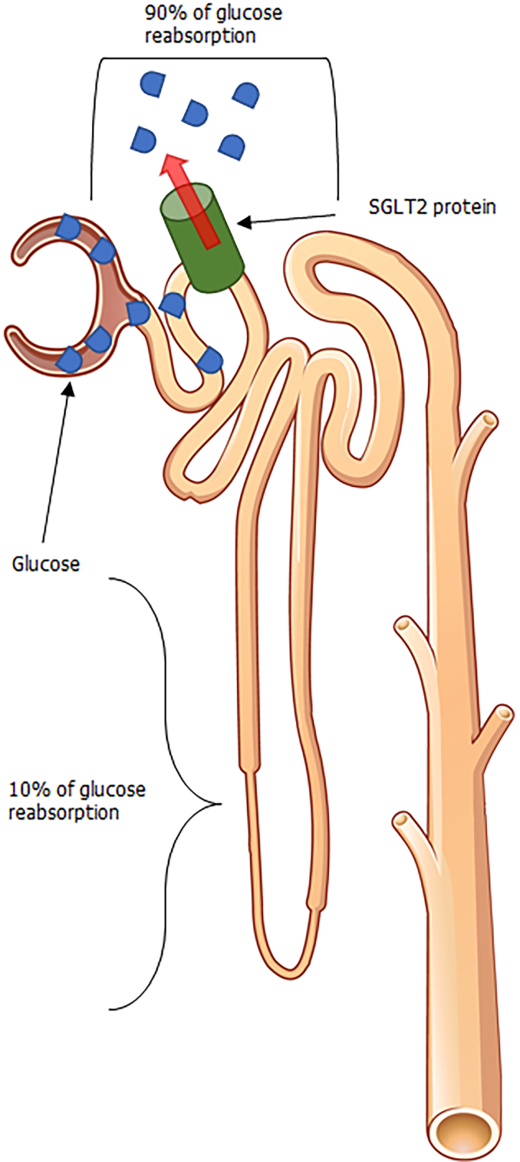 90% of glucose
reabsorption
SGLT2 protein
Glucose
10% of glucose
reabsorption